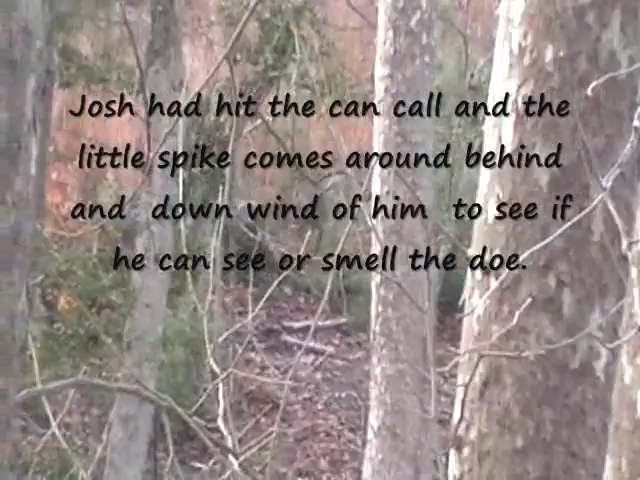 Josh had hit the can call and the
little spike comes around behind
and down wind of him to see if
he can see or smell the doe.